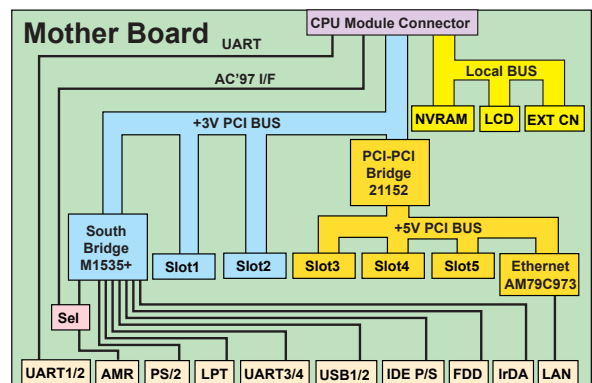 CPU Module Connector
Mother Board
UART
AC'97 I/F
Local BUS
NVRAM
LCD
EXT CN
+3V PCI BUS
PCI-PCI
Bridge
21152
+5V PCI BUS
South
Bridge
M1535+
Slot1
Slot2
Slot3
Slot4
Slot5
Ethernet
AM79C973
Sel
UART1/2
AMR
PS/2
LPT
UART3/4
USB1/2
IDE P/S
FDD
IrDA
LAN